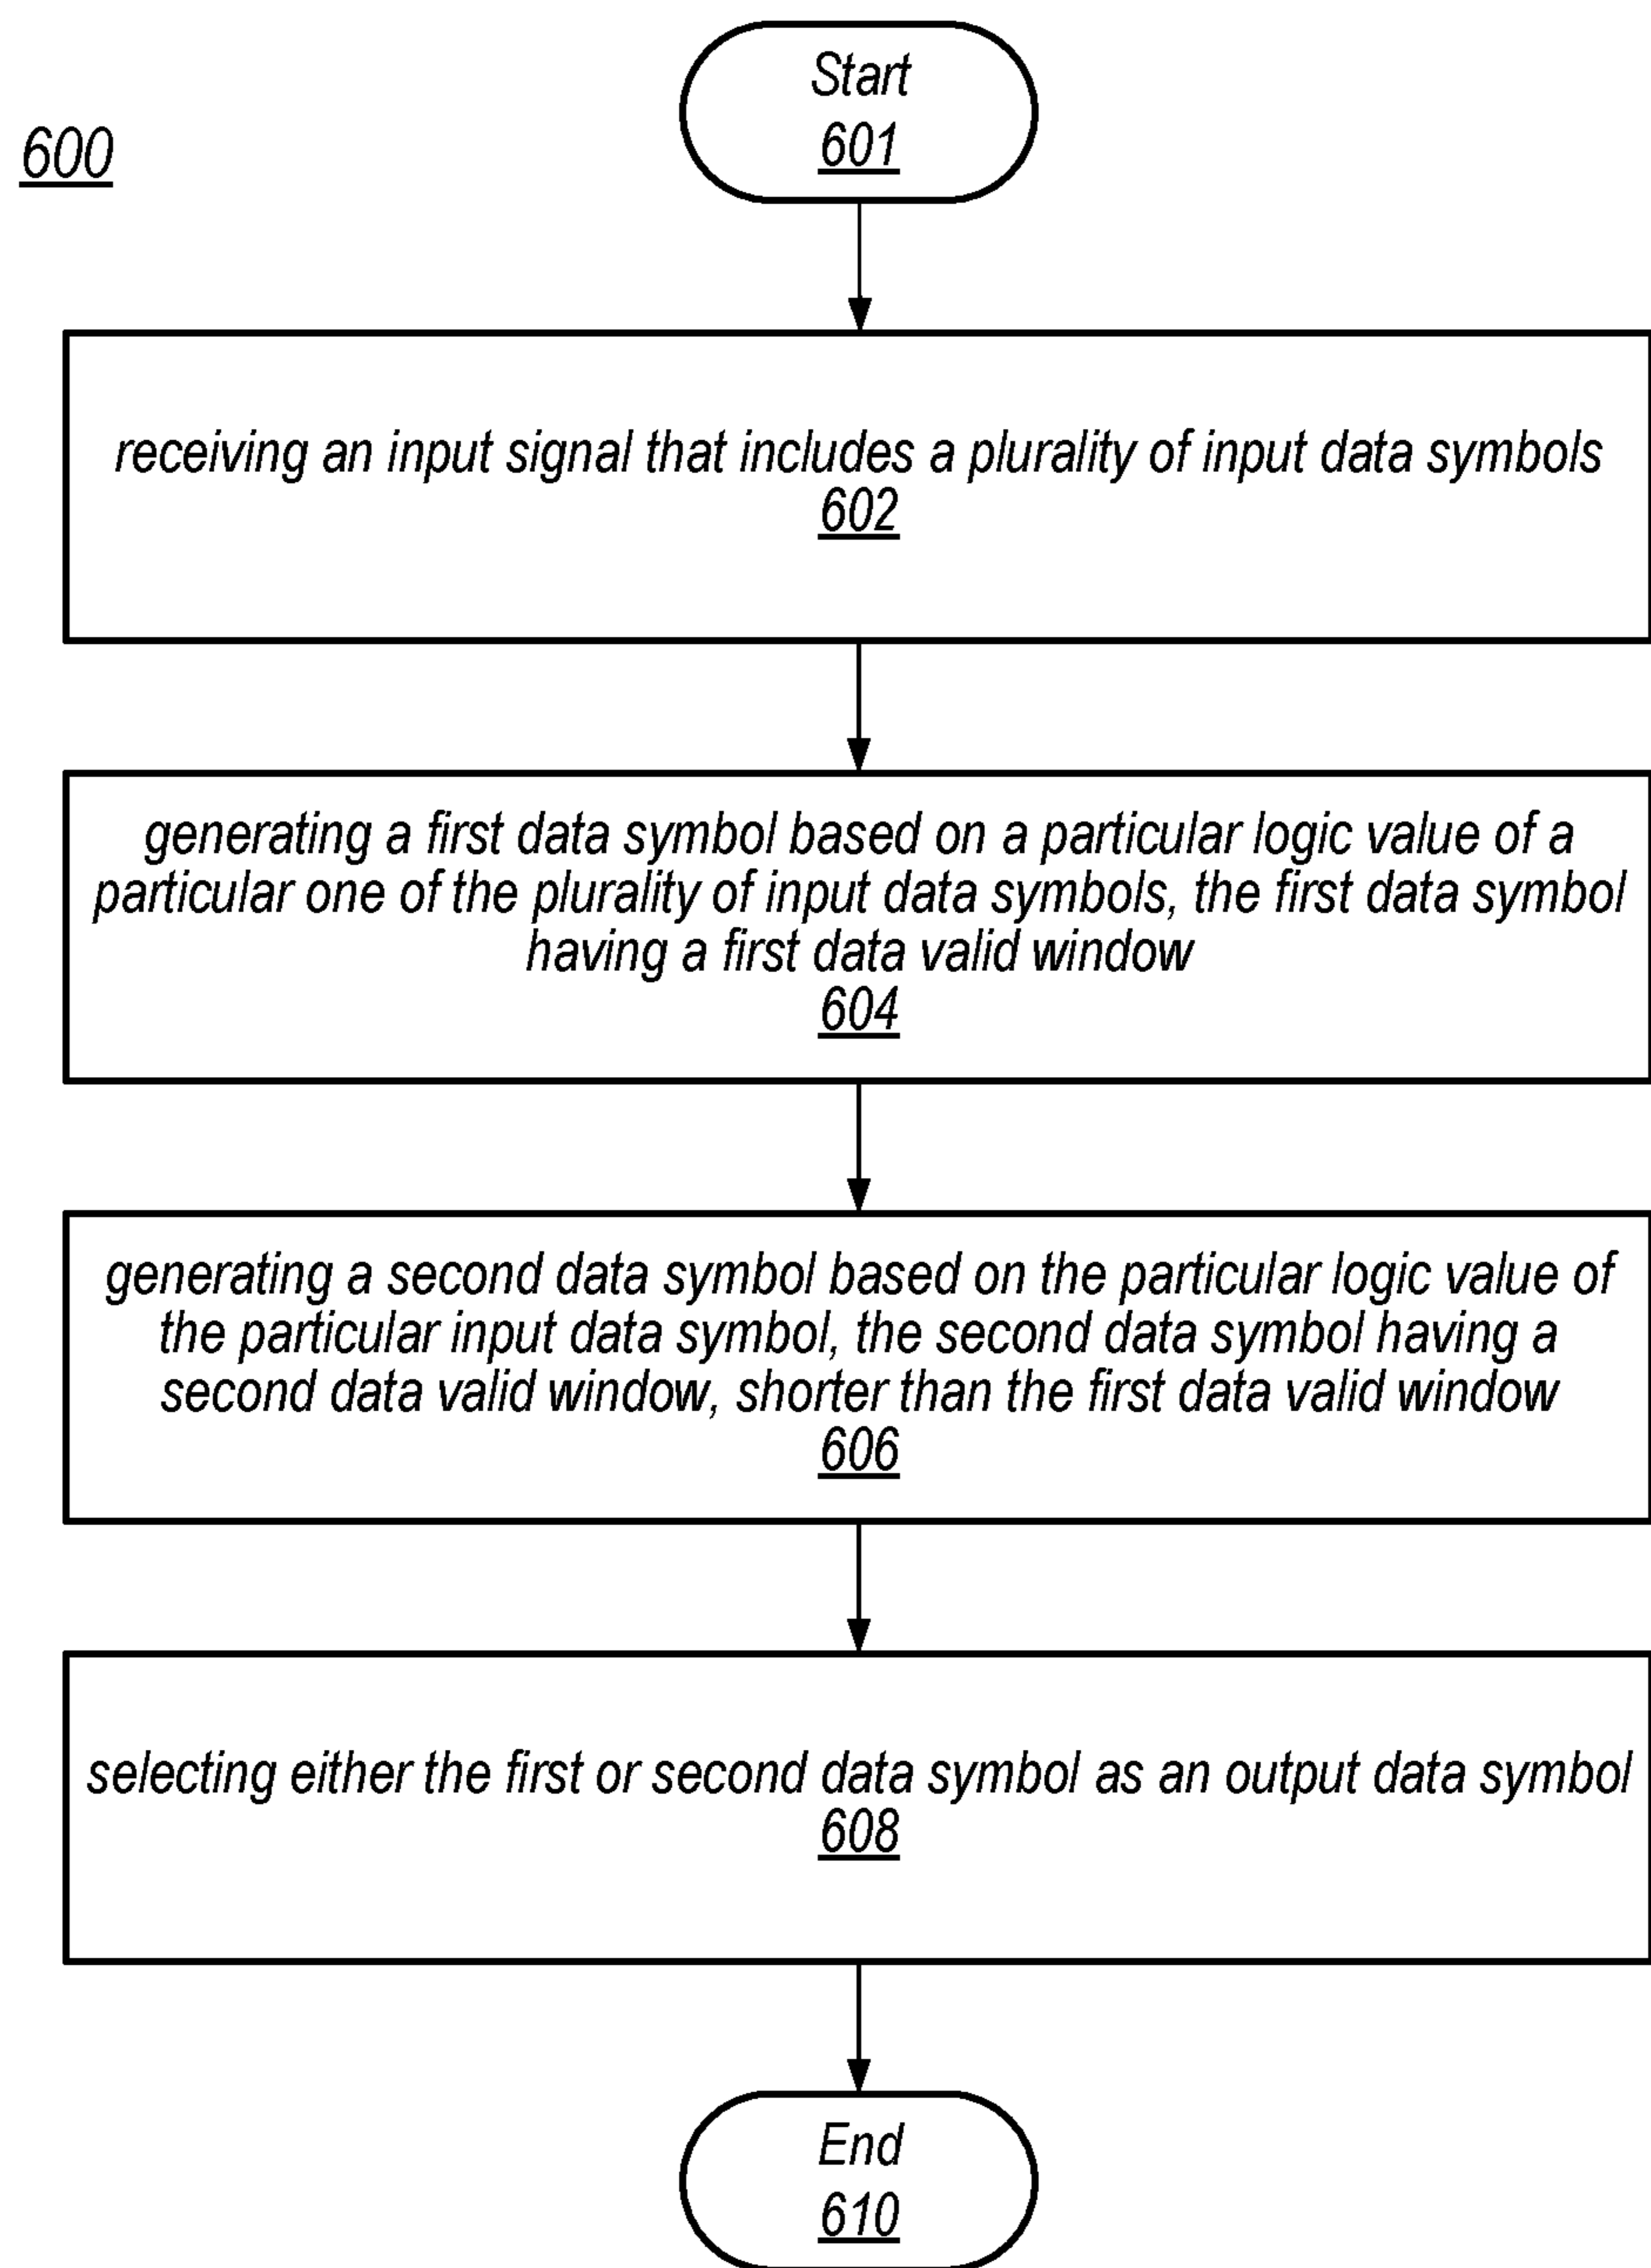 600
Start
601
receiving an input signal that includes a plurality of input data symbols
602
generating a first data symbol based on a particular logic value of a
particular one of the plurality of input data symbols, the first data symbol
having a first data valid window
604
generating a second data symbol based on the particular logic value of
the particular input data symbol, the second data symbol having a
second data valid window, shorter than the first data valid window
606
selecting either the first or second data symbol as an output data symbol
608
End
610